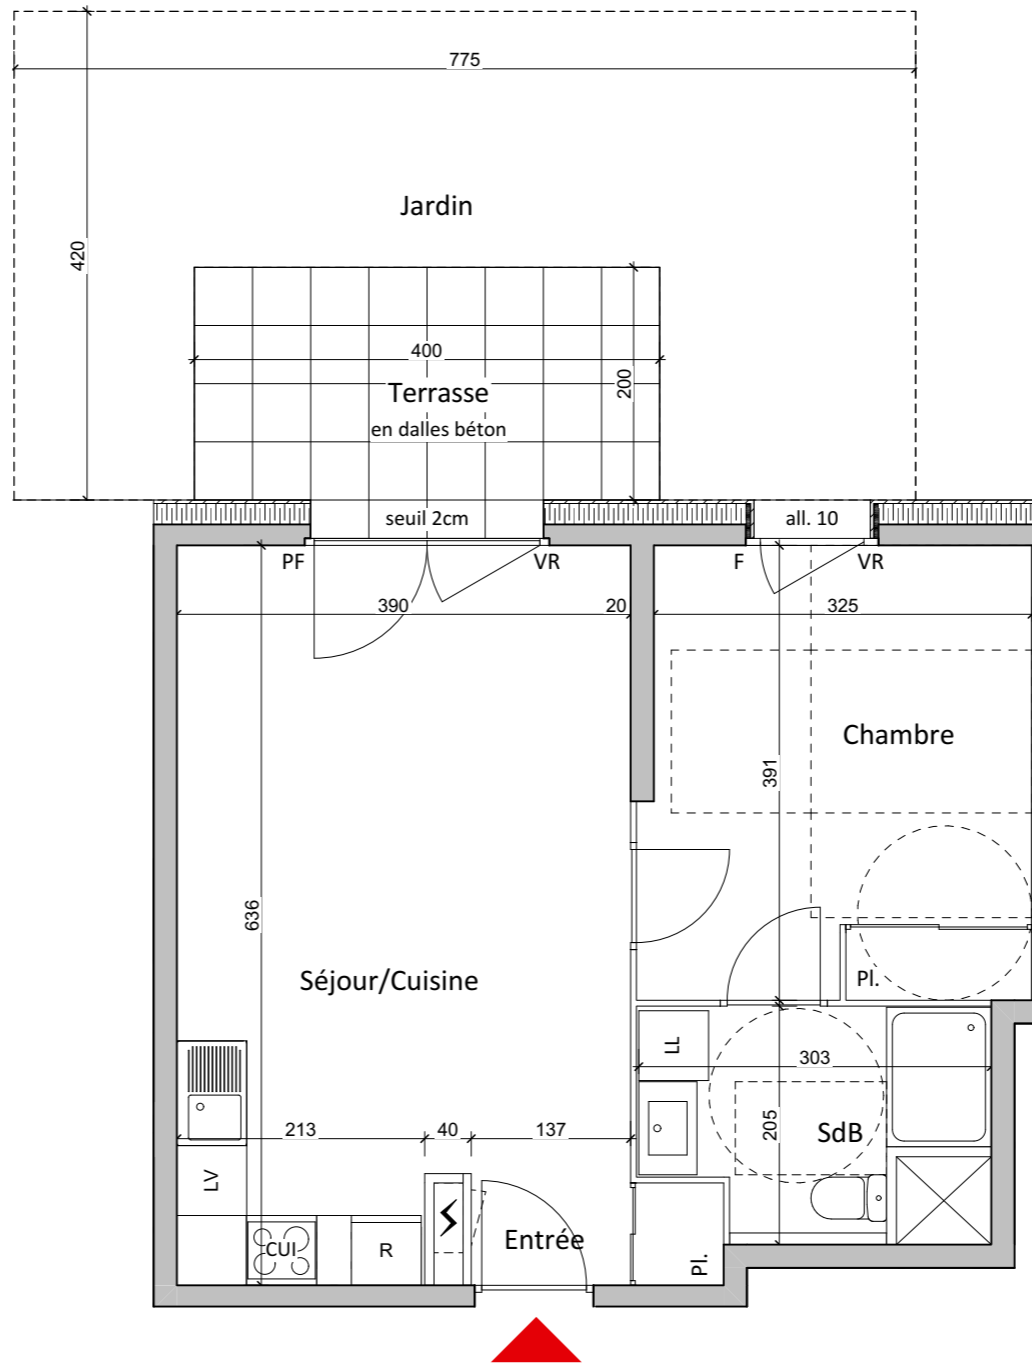 775
420
Jardin
400
200
Terrasse
en dalles béton
seuil 2cm
all. 10
PF
VR
F
VR
390
20
325
Chambre
391
636
Séjour/Cuisine
Pl.
LL
303
213
40
137
205
SdB
LV
CUI
R
Entrée
Pl.